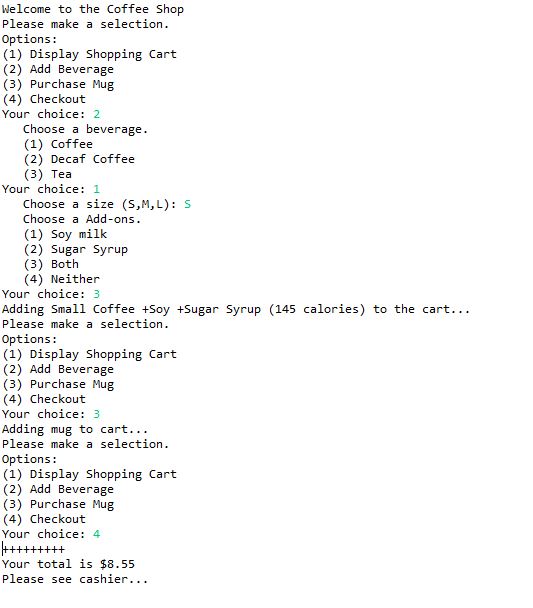 Welcome to the Coffee Shop
Please make a selection.
Options:
(1) Display Shopping Cart
(2) Add Beverage
(3) Purchase Mug
(4) Checkout
Your choice: 2
   Choose a beverage.
   (1) Coffee
   (2) Decaf Coffee
   (3) Tea
Your choice: 1
   Choose a size (S,M,L): S
   Choose a Add-ons.
   (1) Soy milk
   (2) Sugar Syrup
   (3) Both
   (4) Neither
Your choice: 3
Adding Small Coffee +Soy +Sugar Syrup (145 calories) to the cart...
Please make a selection.
Options:
(1) Display Shopping Cart
(2) Add Beverage
(3) Purchase Mug
(4) Checkout
Your choice: 3
Adding mug to cart...
Please make a selection.
Options:
(1) Display Shopping Cart
(2) Add Beverage
(3) Purchase Mug
(4) Checkout
Your choice: 4
+++++++++
Your total is $8.55
Please see cashier...